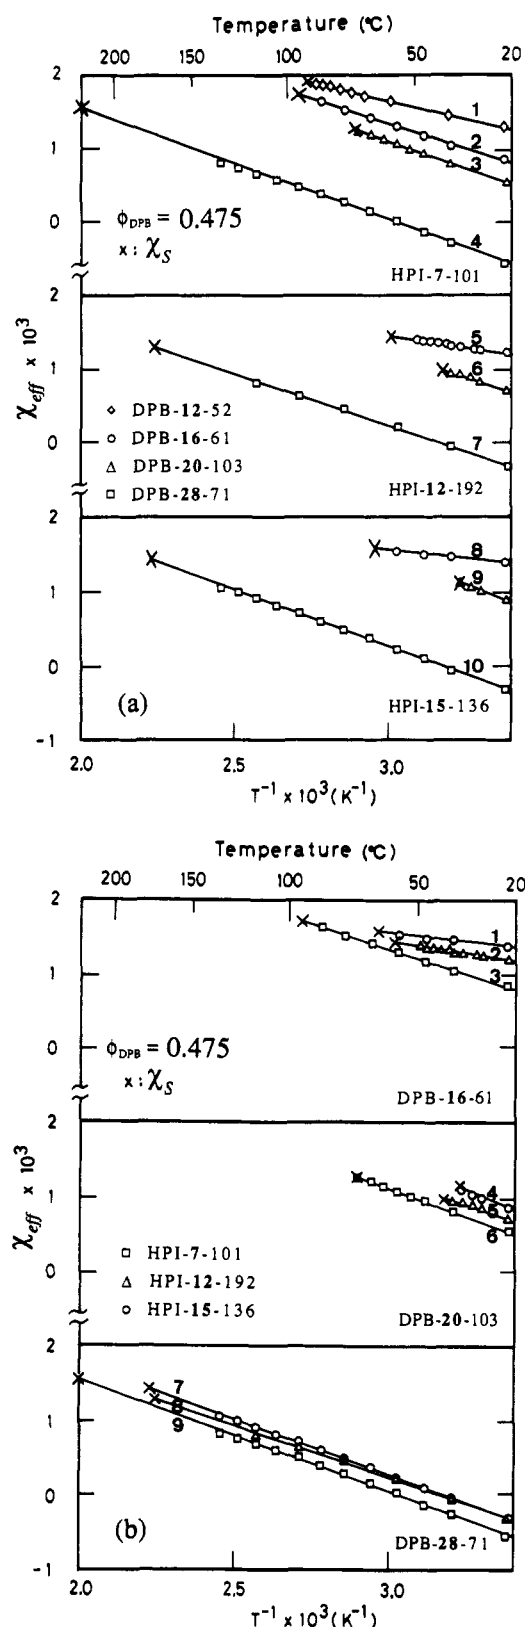 Temperature (°C)
200 150 100 50 20
2
1
2
1
3
ϕDPB = 0.475
x : χS
0
4
HPI-7-101
2
5
1
6
χeff × 10³
◇ DPB-12-52
○ DPB-16-61
△ DPB-20-103
□ DPB-28-71
0
7
HPI-12-192
2
8
1
9
0
10
(a)
HPI-15-136
-1
2.0 2.5 3.0
T⁻¹ × 10³ (K⁻¹)
Temperature (°C)
200 150 100 50 20
2
1
2
1
3
ϕDPB = 0.475
x : χS
0
DPB-16-61
2
4
1
5
6
χeff × 10³
□ HPI-7-101
△ HPI-12-192
○ HPI-15-136
0
DPB-20-103
2
7
8
1
9
0
(b)
DPB-28-71
-1
2.0 2.5 3.0
T⁻¹ × 10³ (K⁻¹)